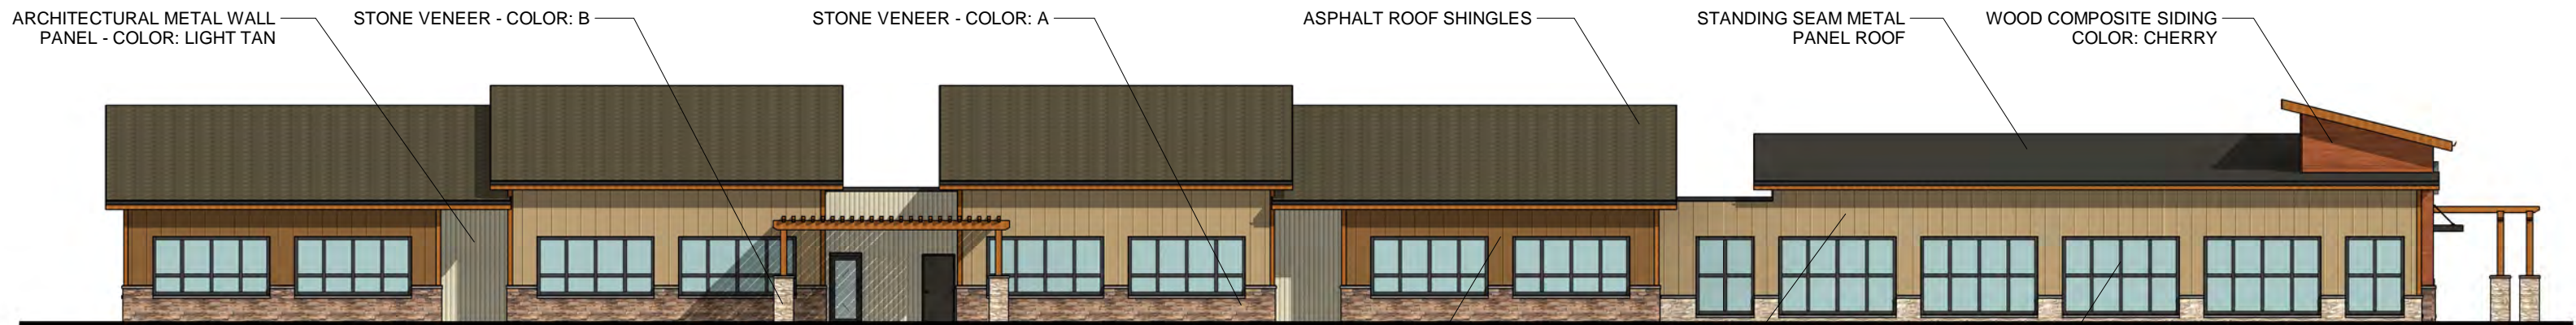 ARCHITECTURAL METAL WALL
PANEL - COLOR: LIGHT TAN
STONE VENEER - COLOR: B
STONE VENEER - COLOR: A
ASPHALT ROOF SHINGLES
STANDING SEAM METAL
PANEL ROOF
WOOD COMPOSITE SIDING
COLOR: CHERRY